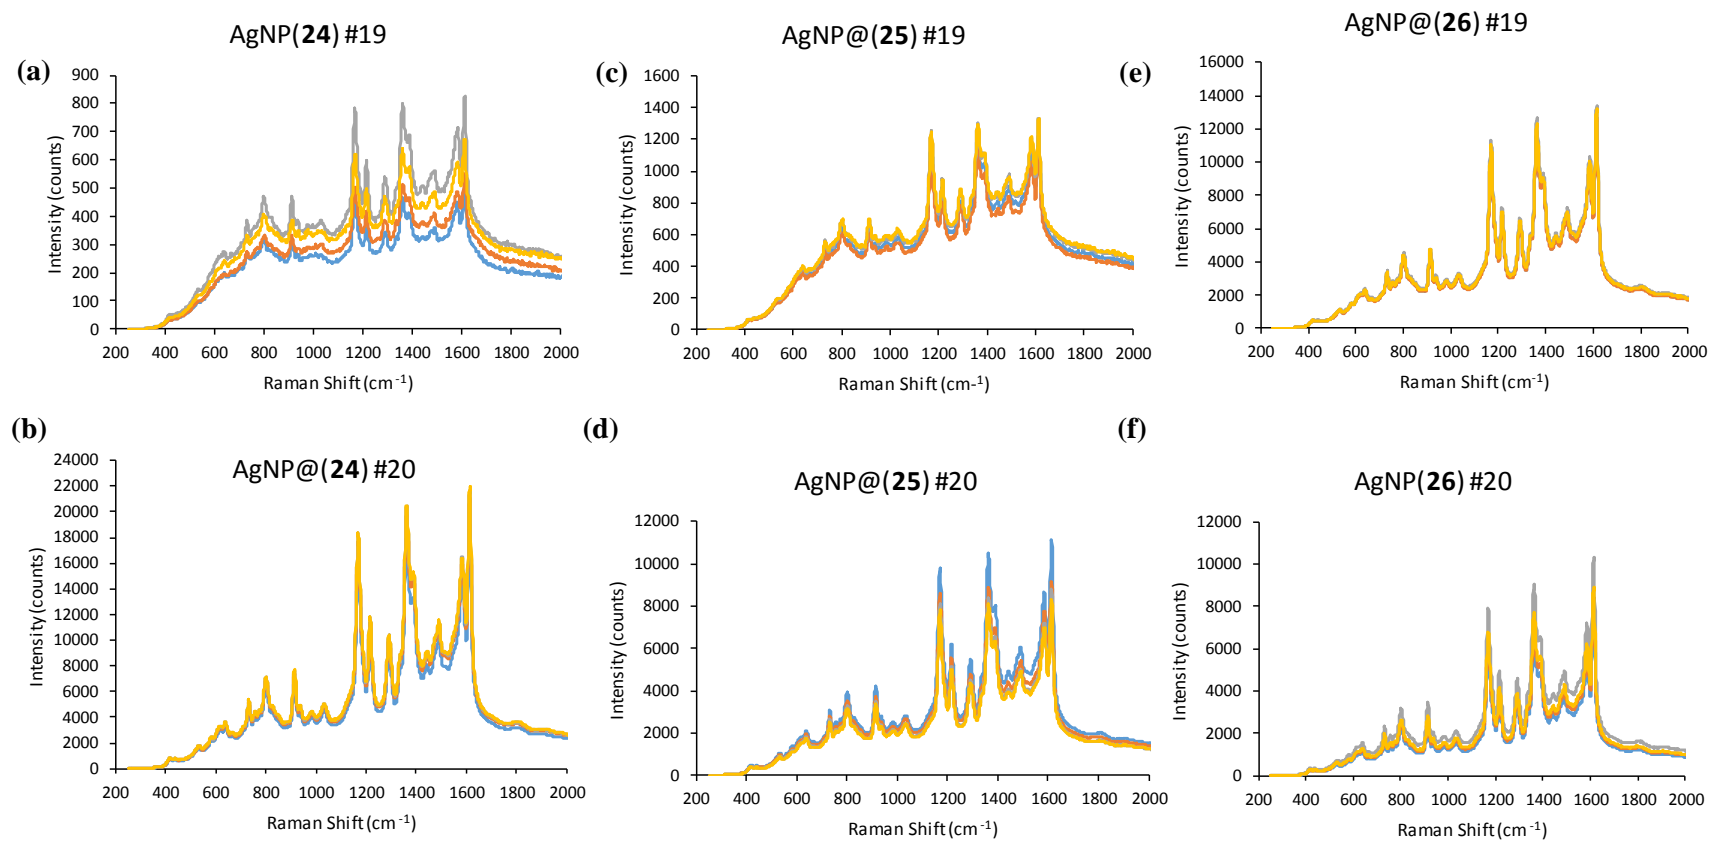 AgNP(24) #19
(a)
900
800
700
600
500
400
300
200
100
0
Intensity (counts)
200 400 600 800 1000 1200 1400 1600 1800 2000
Raman Shift (cm-1)
AgNP@(25) #19
(c)
1600
1400
1200
1000
800
600
400
200
0
Intensity (counts)
200 400 600 800 1000 1200 1400 1600 1800 2000
Raman Shift (cm-1)
AgNP@(26) #19
(e)
16000
14000
12000
10000
8000
6000
4000
2000
0
Intensity (counts)
200 400 600 800 1000 1200 1400 1600 1800 2000
Raman Shift (cm-1)
(b)
AgNP@(24) #20
24000
22000
20000
18000
16000
14000
12000
10000
8000
6000
4000
2000
0
Intensity (counts)
200 400 600 800 1000 1200 1400 1600 1800 2000
Raman Shift (cm-1)
(d)
AgNP@(25) #20
12000
10000
8000
6000
4000
2000
0
Intensity (counts)
200 400 600 800 1000 1200 1400 1600 1800 2000
Raman Shift (cm-1)
(f)
AgNP(26) #20
12000
10000
8000
6000
4000
2000
0
Intensity (counts)
200 400 600 800 1000 1200 1400 1600 1800 2000
Raman Shift (cm-1)